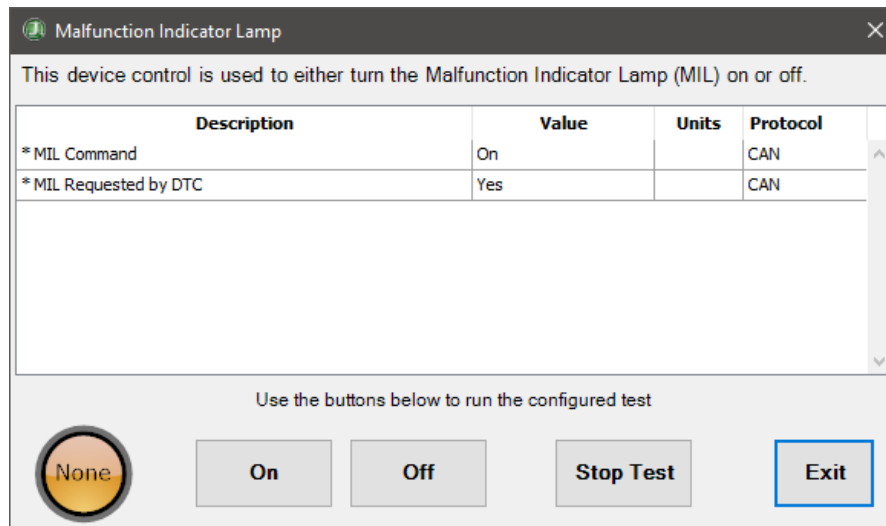 Malfunction Indicator Lamp
This device control is used to either turn the Malfunction Indicator Lamp (MIL) on or off.
Description Value Units Protocol
* MIL Command On CAN
* MIL Requested by DTC Yes CAN
Use the buttons below to run the configured test
None On Off Stop Test Exit